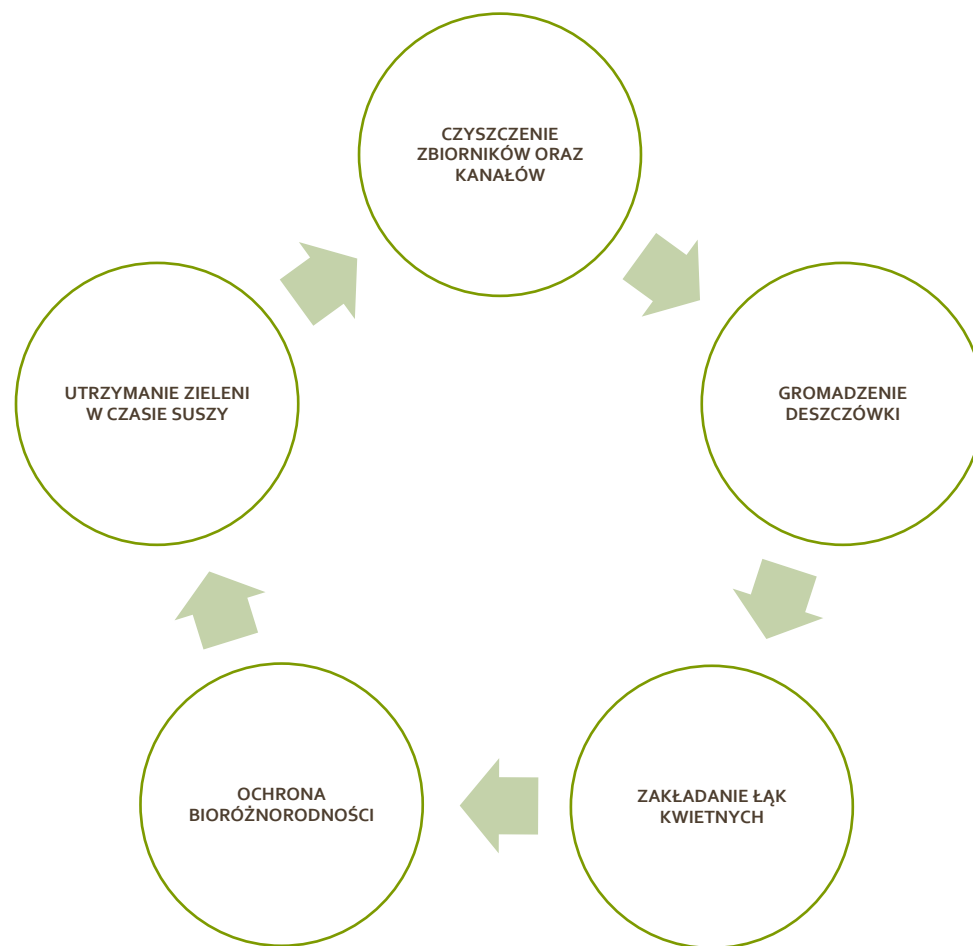 CZYSZCZENIE
ZBIORNIKÓW ORAZ
KANAŁÓW
GROMADZENIE
DESZCZÓWKI
ZAKŁADANIE ŁĄK
KWIETNYCH
OCHRONA
BIORÓŻNORODNOŚCI
UTRZYMANIE ZIELENI
W CZASIE SUSZY